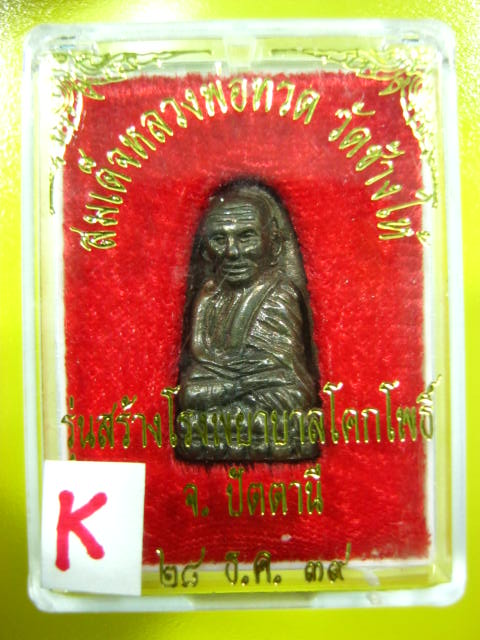 สมเด็จหลวงพ่อทวด วัดช้างให้
รุ่นสร้างโรงพยาบาลโคกโพธิ์
จ. ปัตตานี
K
๒๘ ธ.ค. ๓๙